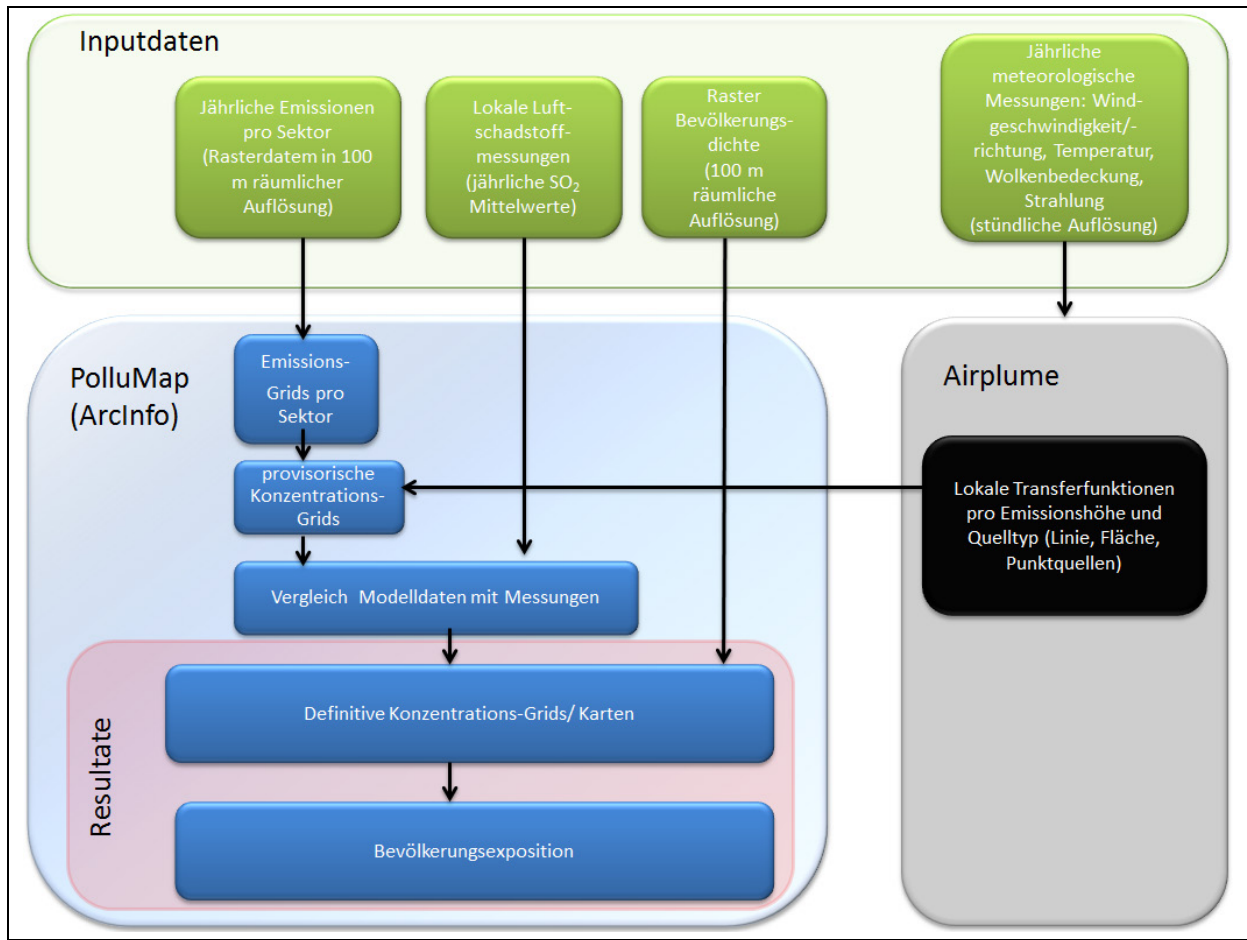 Inputdaten
Jährliche Emissionen
pro Sektor
(Rasterdatem in 100
m räumlicher
Auflösung)
Lokale Luft-
schadstoff-
messungen
(jährliche SO₂
Mittelwerte)
Raster
Bevölkerungs-
dichte
(100 m
räumliche
Auflösung)
Jährliche
meteorologische
Messungen: Wind-
geschwindigkeit/-
richtung, Temperatur,
Wolkenbedeckung,
Strahlung
(stündliche Auflösung)
PolluMap
(ArcInfo)
Emissions-
Grids pro
Sektor
provisorische
Konzentrations-
Grids
Vergleich Modelldaten mit Messungen
Resultate
Definitive Konzentrations-Grids/ Karten
Bevölkerungsexposition
Airplume
Lokale Transferfunktionen
pro Emissionshöhe und
Quelltyp (Linie, Fläche,
Punktquellen)